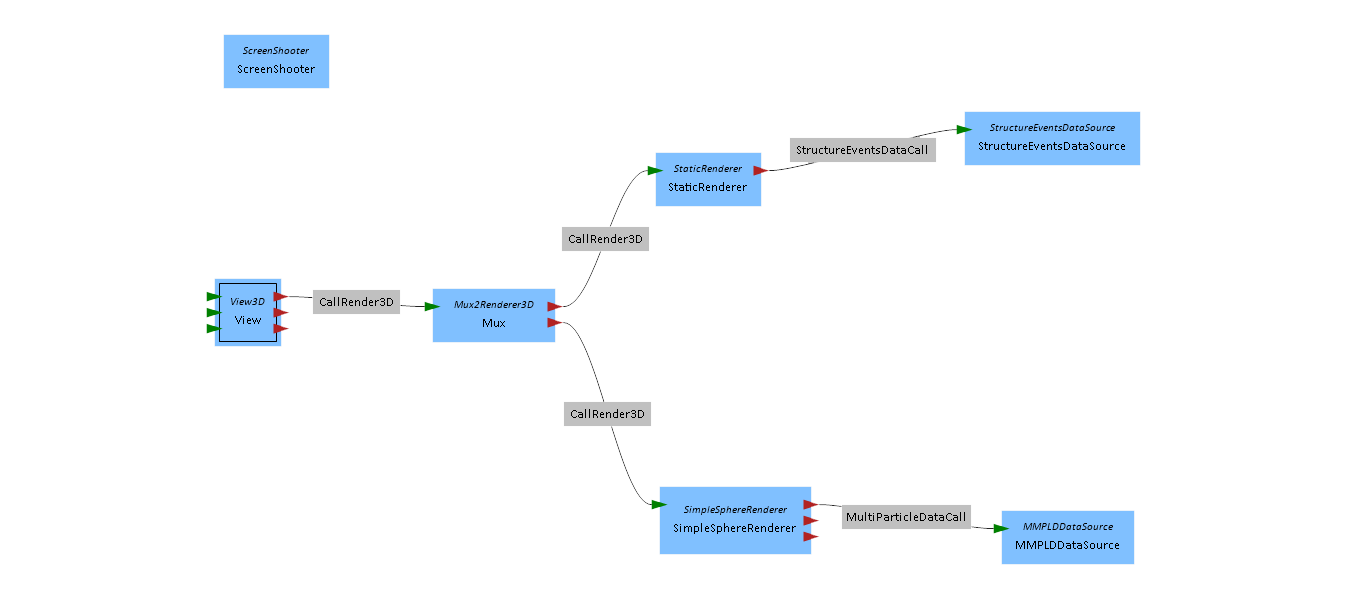 ScreenShooter
ScreenShooter
StructureEventsDataSource
StructureEventsDataSource
StructureEventsDataCall
StaticRenderer
StaticRenderer
CallRender3D
View3D
View
CallRender3D
Mux2Renderer3D
Mux
CallRender3D
SimpleSphereRenderer
SimpleSphereRenderer
MultiParticleDataCall
MMPLDDataSource
MMPLDDataSource